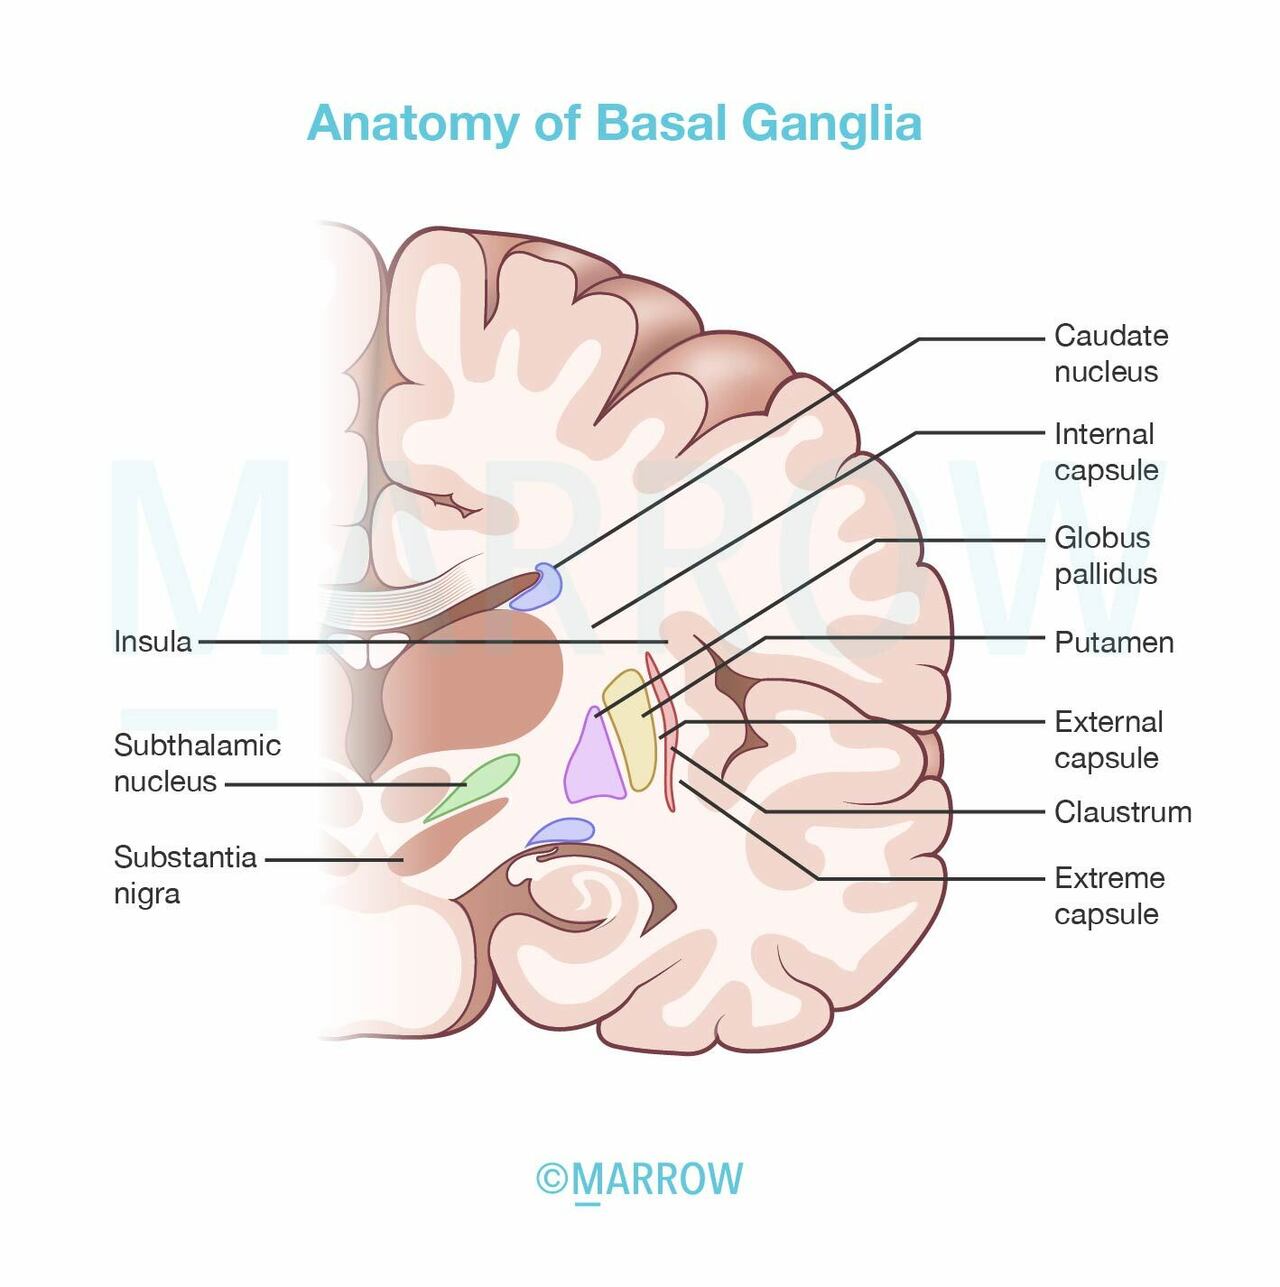 Anatomy of Basal Ganglia
Caudate
nucleus
Internal
capsule
Globus
pallidus
Putamen
External
capsule
Claustrum
Extreme
capsule
Insula
Subthalamic
nucleus
Substantia
nigra
MARROW
©MARROW